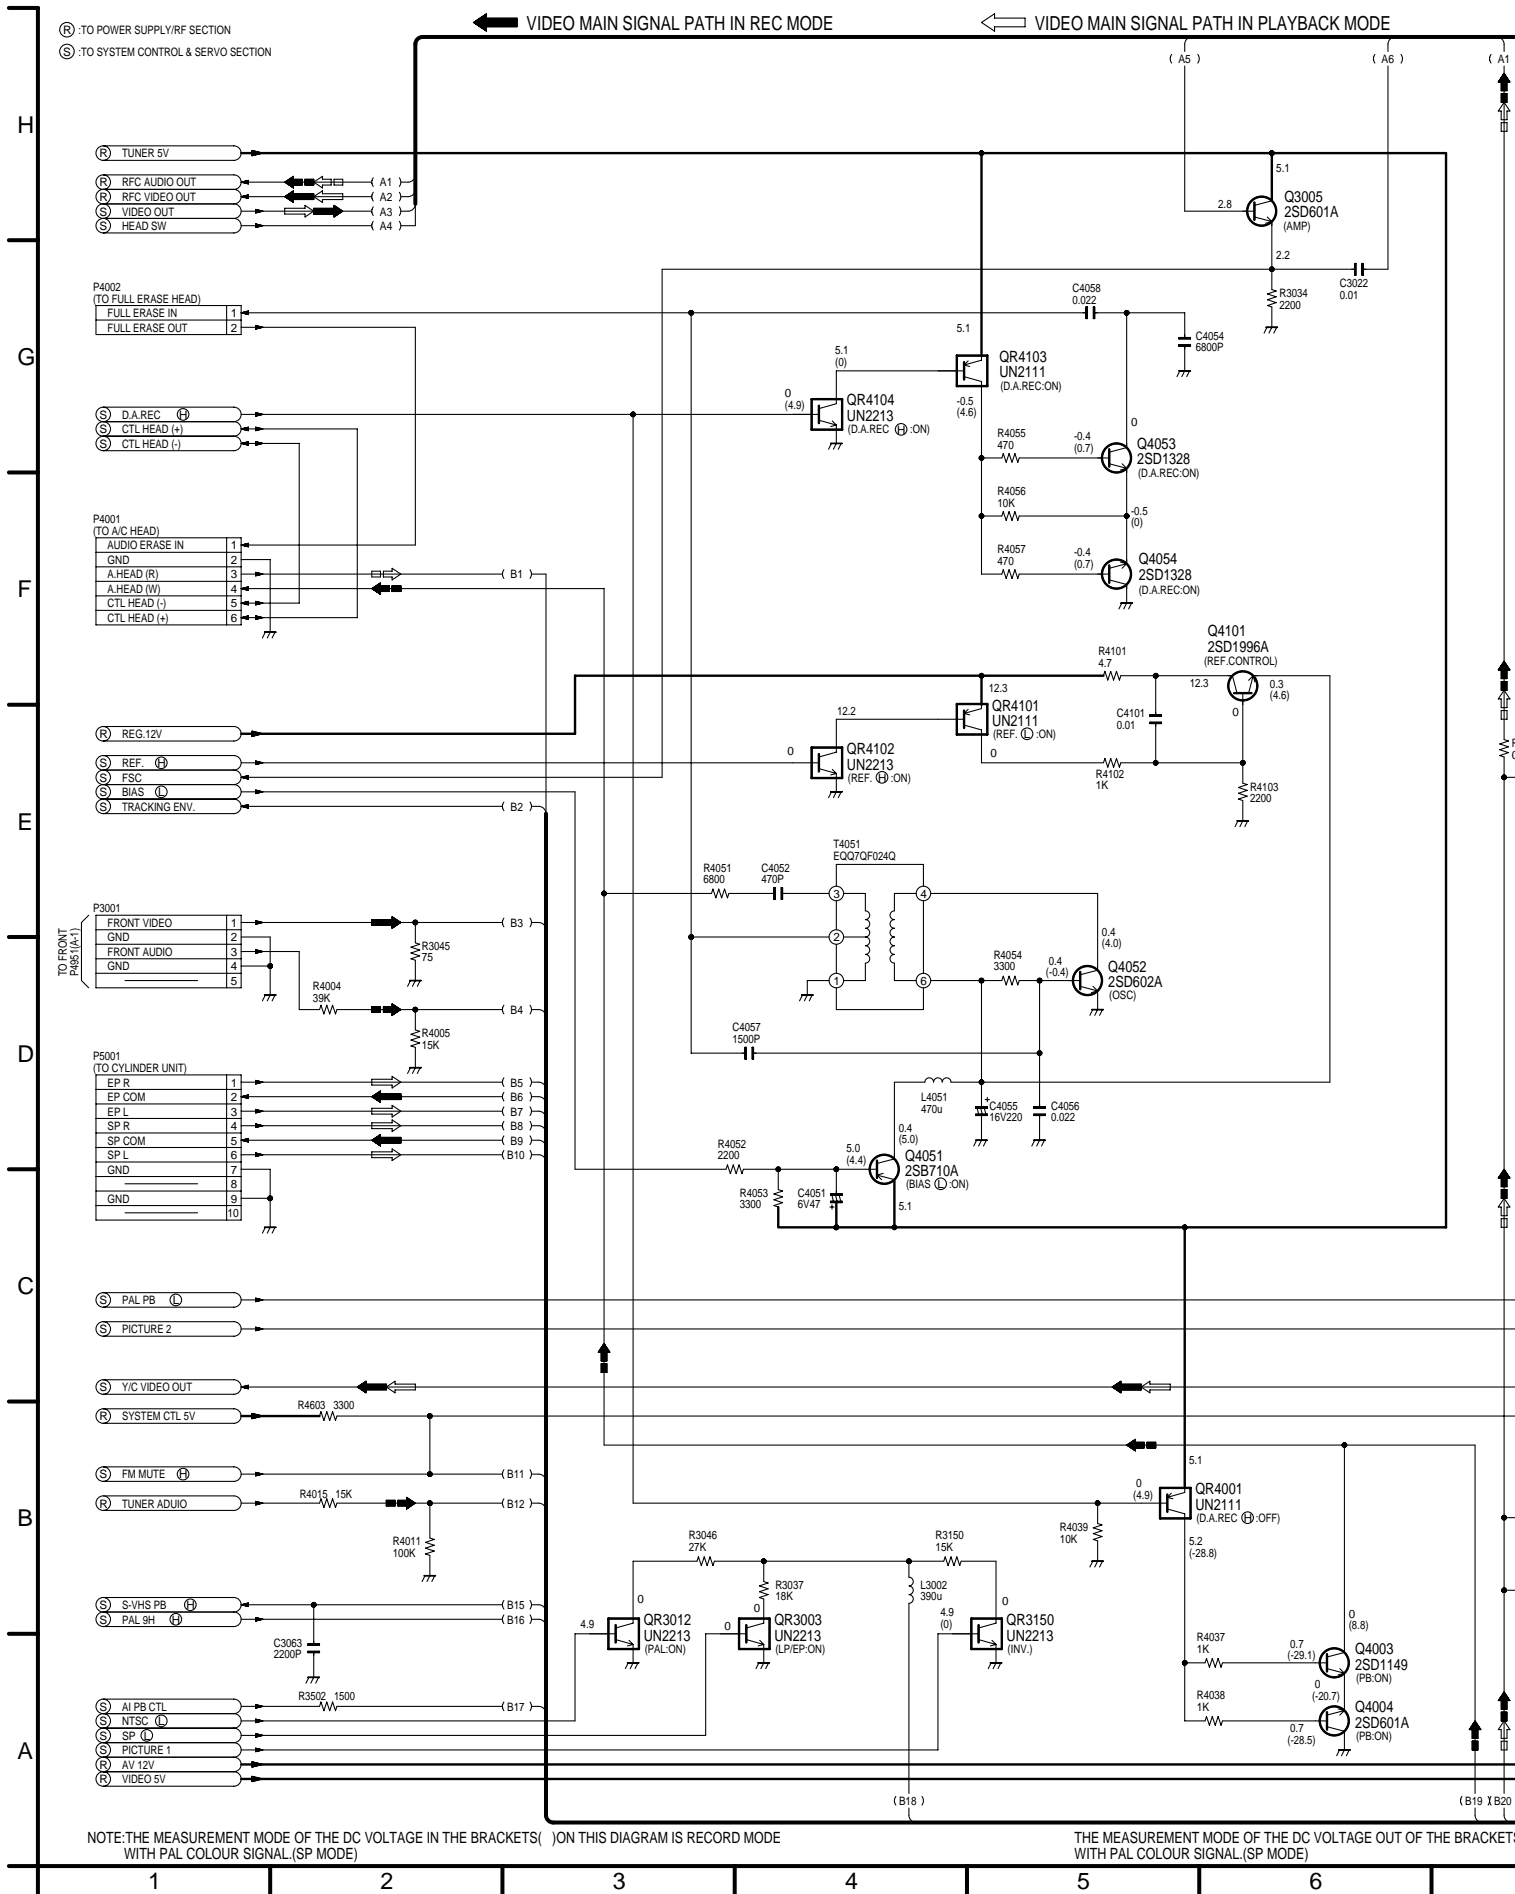 VIDEO MAIN SIGNAL PATH IN REC MODE
VIDEO MAIN SIGNAL PATH IN PLAYBACK MODE
Ⓡ :TO POWER SUPPLY/RF SECTION
Ⓢ :TO SYSTEM CONTROL & SERVO SECTION
( A5 )
( A6 )
( A1
H
Ⓡ TUNER 5V
Ⓡ RFC AUDIO OUT
( A1 )
Ⓡ RFC VIDEO OUT
( A2 )
Ⓢ VIDEO OUT
( A3 )
Ⓢ HEAD SW
( A4 )
5.1
2.8
Q3005
2SD601A
(AMP)
2.2
C3022
0.01
R3034
2200
P4002
(TO FULL ERASE HEAD)
FULL ERASE IN 1
FULL ERASE OUT 2
C4058
0.022
C4054
6800P
G
5.1
5.1
(0)
QR4103
UN2111
(D.A.REC:ON)
0
(4.9)
QR4104
UN2213
(D.A.REC Ⓗ :ON)
-0.5
(4.6)
Ⓢ D.A.REC Ⓗ
Ⓢ CTL HEAD (+)
Ⓢ CTL HEAD (-)
R4055
470
-0.4
(0.7)
0
Q4053
2SD1328
(D.A.REC:ON)
R4056
10K
-0.5
(0)
R4057
470
-0.4
(0.7)
Q4054
2SD1328
(D.A.REC:ON)
P4001
(TO A/C HEAD)
AUDIO ERASE IN 1
GND 2
A.HEAD (R) 3
( B1 )
A.HEAD (W) 4
CTL HEAD (-) 5
CTL HEAD (+) 6
F
R4101
4.7
Q4101
2SD1996A
(REF.CONTROL)
12.3
0.3
(4.6)
0
12.3
QR4101
UN2111
(REF. Ⓛ :ON)
0
12.2
0
QR4102
UN2213
(REF. Ⓗ :ON)
C4101
0.01
R4102
1K
R4103
2200
Ⓡ REG.12V
Ⓢ REF. Ⓗ
Ⓢ FSC
Ⓢ BIAS Ⓛ
Ⓢ TRACKING ENV.
( B2 )
E
T4051
EQQ7QF024Q
R4051
6800
C4052
470P
3
2
1
4
6
P3001
TO FRONT
P4951(A-1)
FRONT VIDEO 1
( B3 )
GND 2
FRONT AUDIO 3
GND 4
5
R3045
75
R4004
39K
( B4 )
R4005
15K
R4054
3300
0.4
(-0.4)
0.4
(4.0)
Q4052
2SD602A
(OSC)
C4057
1500P
D
P5001
(TO CYLINDER UNIT)
EP R 1
( B5 )
EP COM 2
( B6 )
EP L 3
( B7 )
SP R 4
( B8 )
SP COM 5
( B9 )
SP L 6
( B10 )
GND 7
8
GND 9
10
L4051
470u
+
C4055
16V220
C4056
0.022
R4052
2200
5.0
(4.4)
0.4
(5.0)
Q4051
2SB710A
(BIAS Ⓛ :ON)
R4053
3300
C4051
6V47
+
5.1
C
Ⓢ PAL PB Ⓛ
Ⓢ PICTURE 2
Ⓢ Y/C VIDEO OUT
Ⓡ SYSTEM CTL 5V
R4603 3300
Ⓢ FM MUTE Ⓗ
( B11 )
Ⓡ TUNER ADUIO
R4015 15K
( B12 )
R4011
100K
B
5.1
0
(4.9)
QR4001
UN2111
(D.A.REC Ⓗ :OFF)
R4039
10K
5.2
(-28.8)
R3046
27K
R3150
15K
R3037
18K
L3002
390u
Ⓢ S-VHS PB Ⓗ
( B15 )
Ⓢ PAL 9H Ⓗ
( B16 )
C3063
2200P
4.9
0
QR3012
UN2213
(PAL:ON)
0
0
QR3003
UN2213
(LP/EP:ON)
4.9
(0)
0
QR3150
UN2213
(INV.)
R4037
1K
0.7
(-29.1)
0
(8.8)
Q4003
2SD1149
(PB:ON)
0
(-20.7)
R4038
1K
0.7
(-28.5)
Q4004
2SD601A
(PB:ON)
R3502 1500
Ⓢ AI PB CTL
( B17 )
Ⓢ NTSC Ⓛ
Ⓢ SP Ⓛ
Ⓢ PICTURE 1
Ⓡ AV 12V
Ⓡ VIDEO 5V
A
( B18 )
( B19 )
( B20
NOTE:THE MEASUREMENT MODE OF THE DC VOLTAGE IN THE BRACKETS( )ON THIS DIAGRAM IS RECORD MODE
WITH PAL COLOUR SIGNAL.(SP MODE)
THE MEASUREMENT MODE OF THE DC VOLTAGE OUT OF THE BRACKETS
WITH PAL COLOUR SIGNAL.(SP MODE)
1 2 3 4 5 6